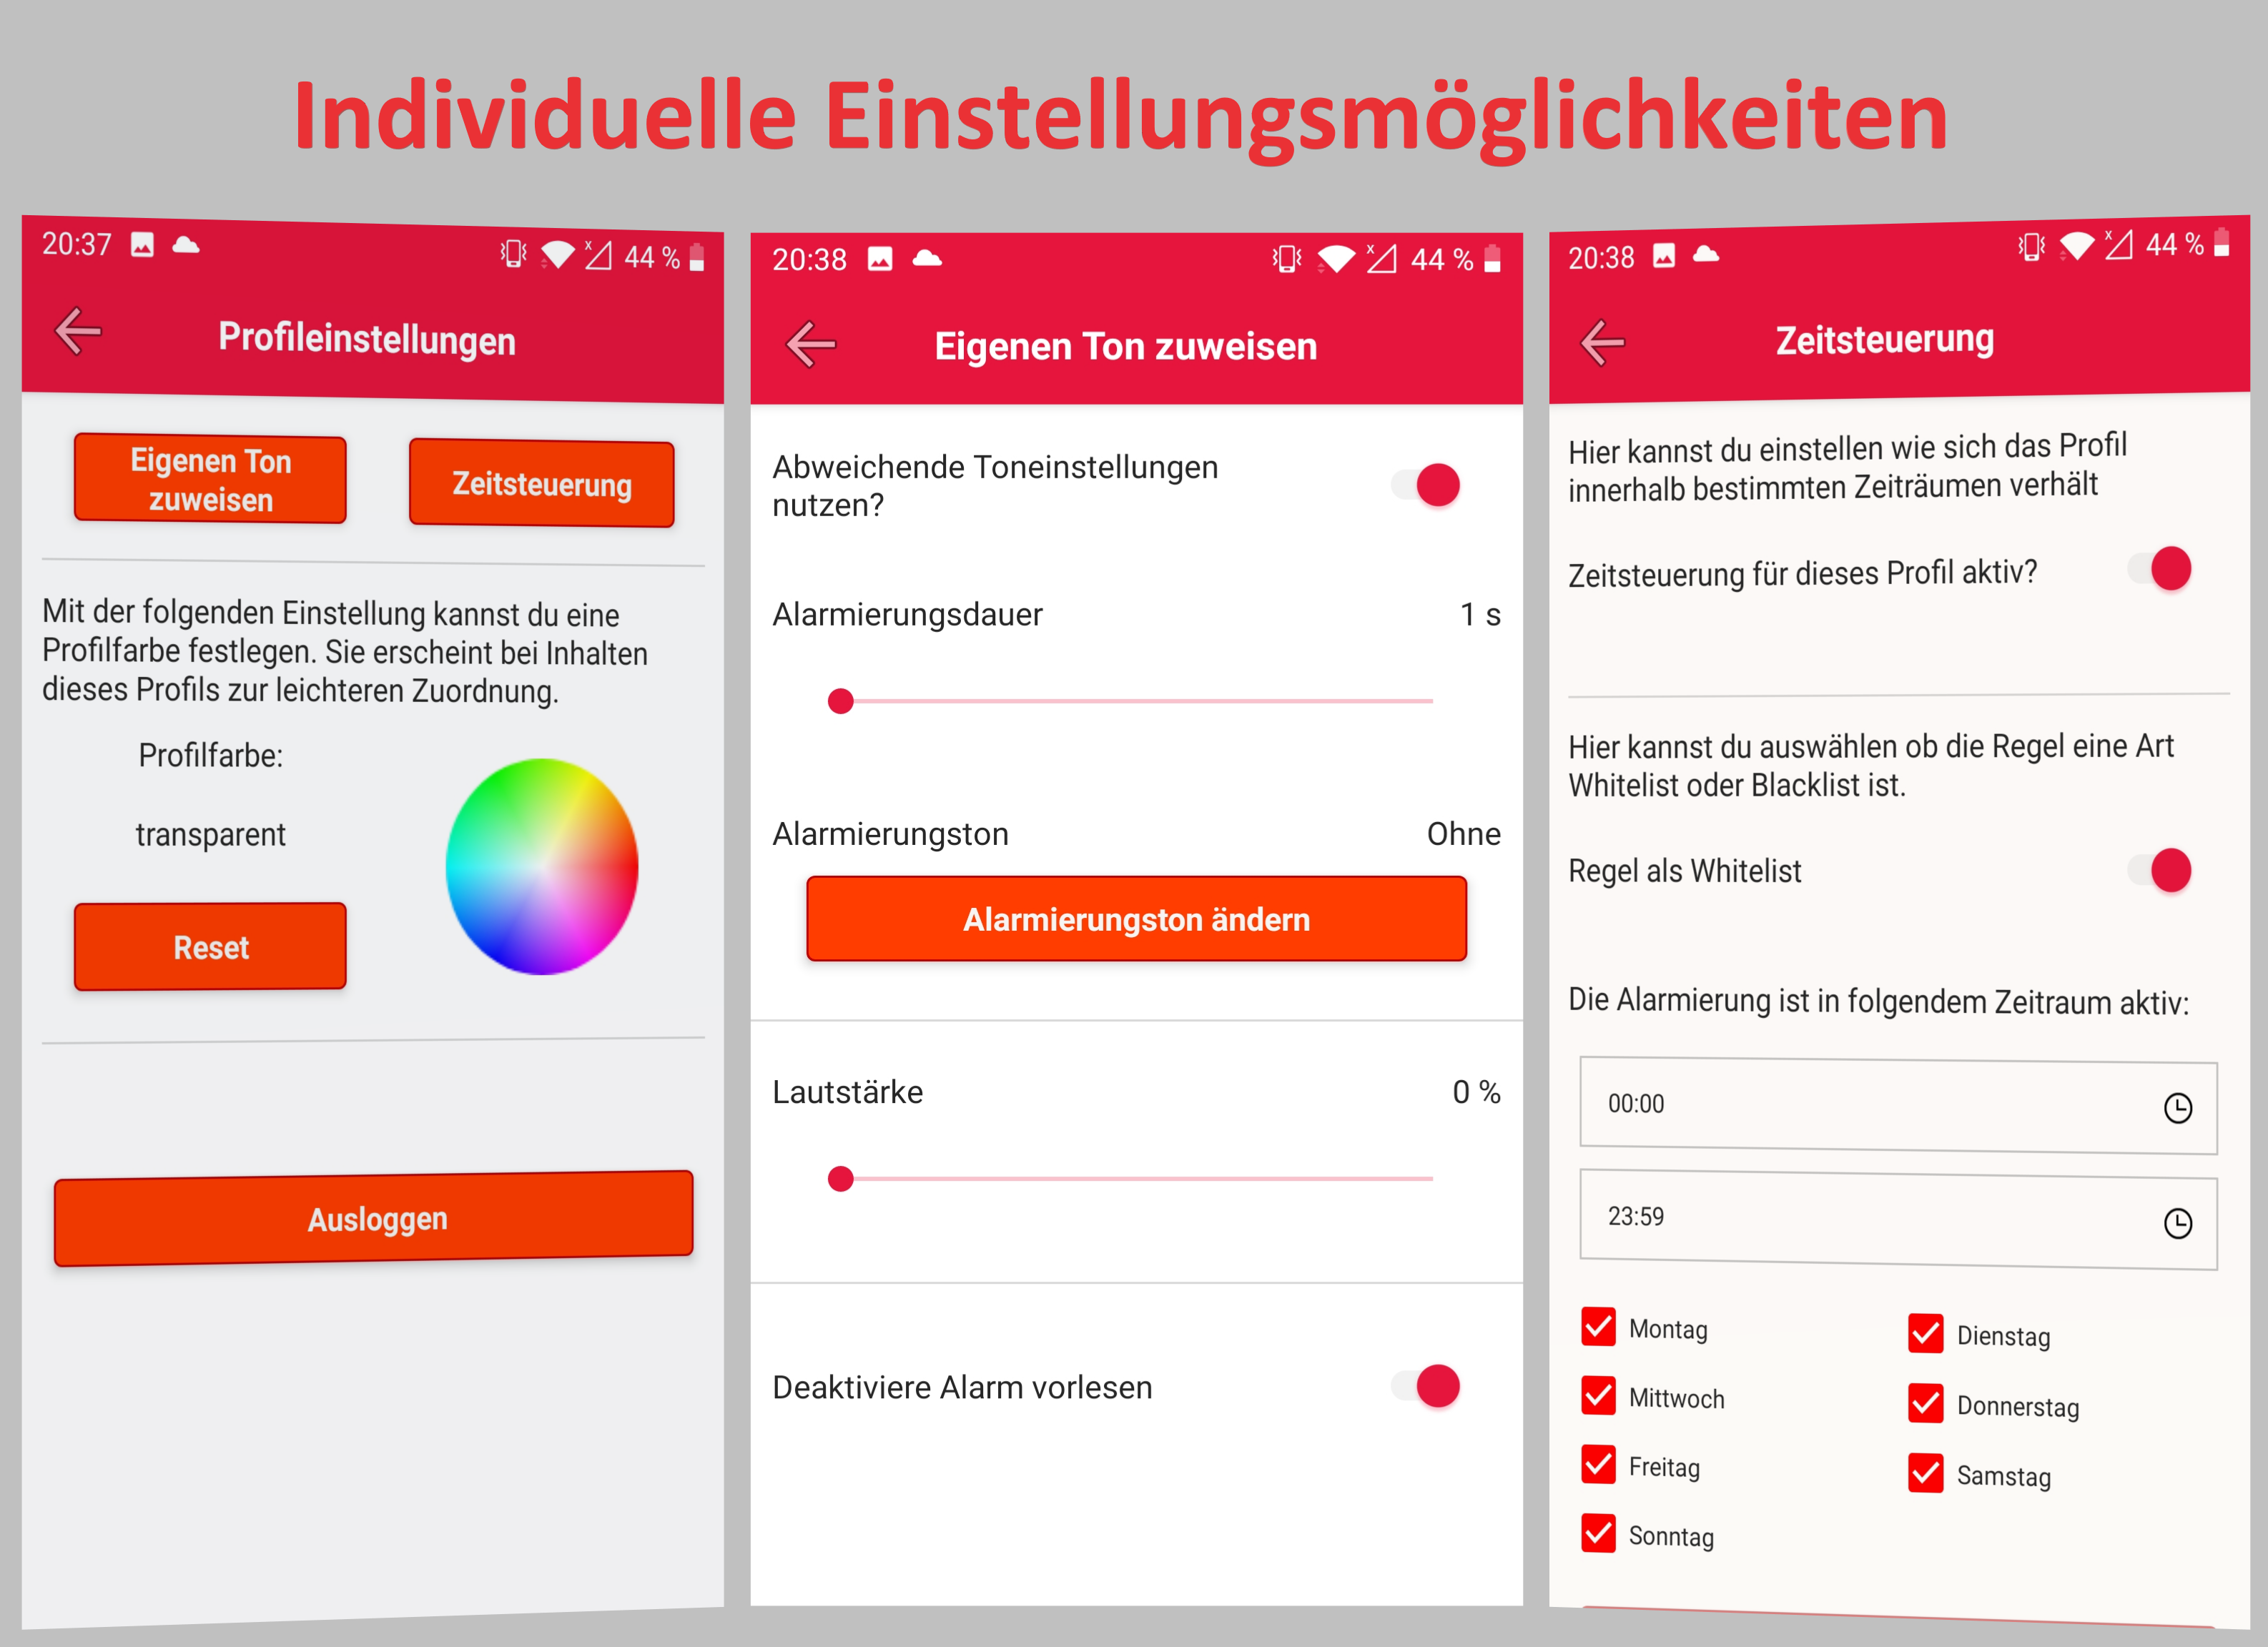 Individuelle Einstellungsmöglichkeiten
20:37
44 %
Profileinstellungen
Eigenen Ton
zuweisen
Zeitsteuerung
Mit der folgenden Einstellung kannst du eine
Profilfarbe festlegen. Sie erscheint bei Inhalten
dieses Profils zur leichteren Zuordnung.
Profilfarbe:
transparent
Reset
Ausloggen
20:38
44 %
Eigenen Ton zuweisen
Abweichende Toneinstellungen
nutzen?
Alarmierungsdauer 1 s
Alarmierungston Ohne
Alarmierungston ändern
Lautstärke 0 %
Deaktiviere Alarm vorlesen
20:38
44 %
Zeitsteuerung
Hier kannst du einstellen wie sich das Profil
innerhalb bestimmten Zeiträumen verhält
Zeitsteuerung für dieses Profil aktiv?
Hier kannst du auswählen ob die Regel eine Art
Whitelist oder Blacklist ist.
Regel als Whitelist
Die Alarmierung ist in folgendem Zeitraum aktiv:
00:00
23:59
Montag Dienstag
Mittwoch Donnerstag
Freitag Samstag
Sonntag